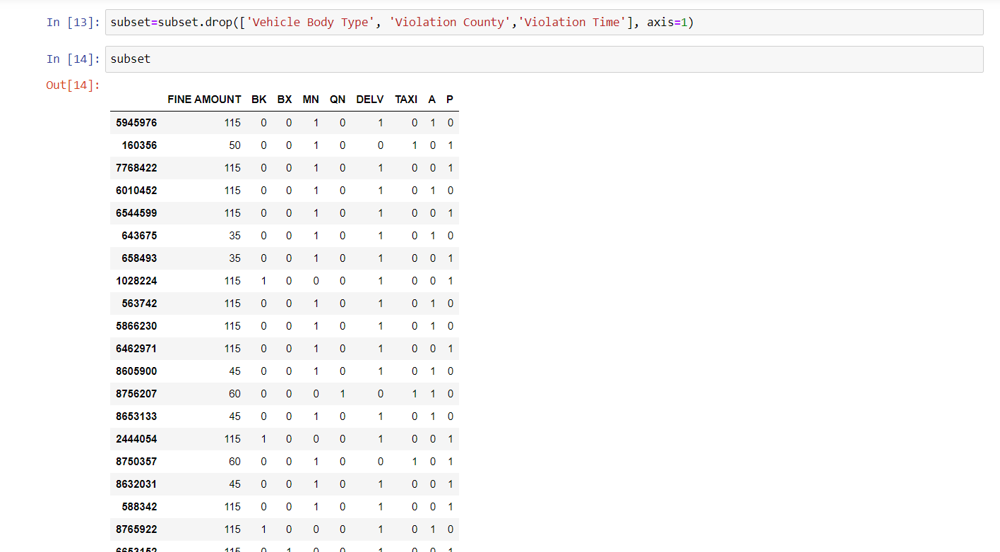 In [13]: subset=subset.drop(['Vehicle Body Type', 'Violation County','Violation Time'], axis=1)
In [14]: subset
Out[14]:
FINE AMOUNT BK BX MN QN DELV TAXI A P
5945976 115 0 0 1 0 1 0 1 0
160356 50 0 0 1 0 0 1 0 1
7768422 115 0 0 1 0 1 0 0 1
6010452 115 0 0 1 0 1 0 1 0
6544599 115 0 0 1 0 1 0 0 1
643675 35 0 0 1 0 1 0 1 0
658493 35 0 0 1 0 1 0 0 1
1028224 115 1 0 0 0 1 0 0 1
563742 115 0 0 1 0 1 0 1 0
5866230 115 0 0 1 0 1 0 1 0
6462971 115 0 0 1 0 1 0 0 1
8605900 45 0 0 1 0 1 0 1 0
8756207 60 0 0 0 1 0 1 1 0
8653133 45 0 0 1 0 1 0 1 0
2444054 115 1 0 0 0 1 0 0 1
8750357 60 0 0 1 0 0 1 0 1
8632031 45 0 0 1 0 1 0 0 1
588342 115 0 0 1 0 1 0 0 1
8765922 115 1 0 0 0 1 0 1 0
6653152 115 0 1 0 0 1 0 0 1